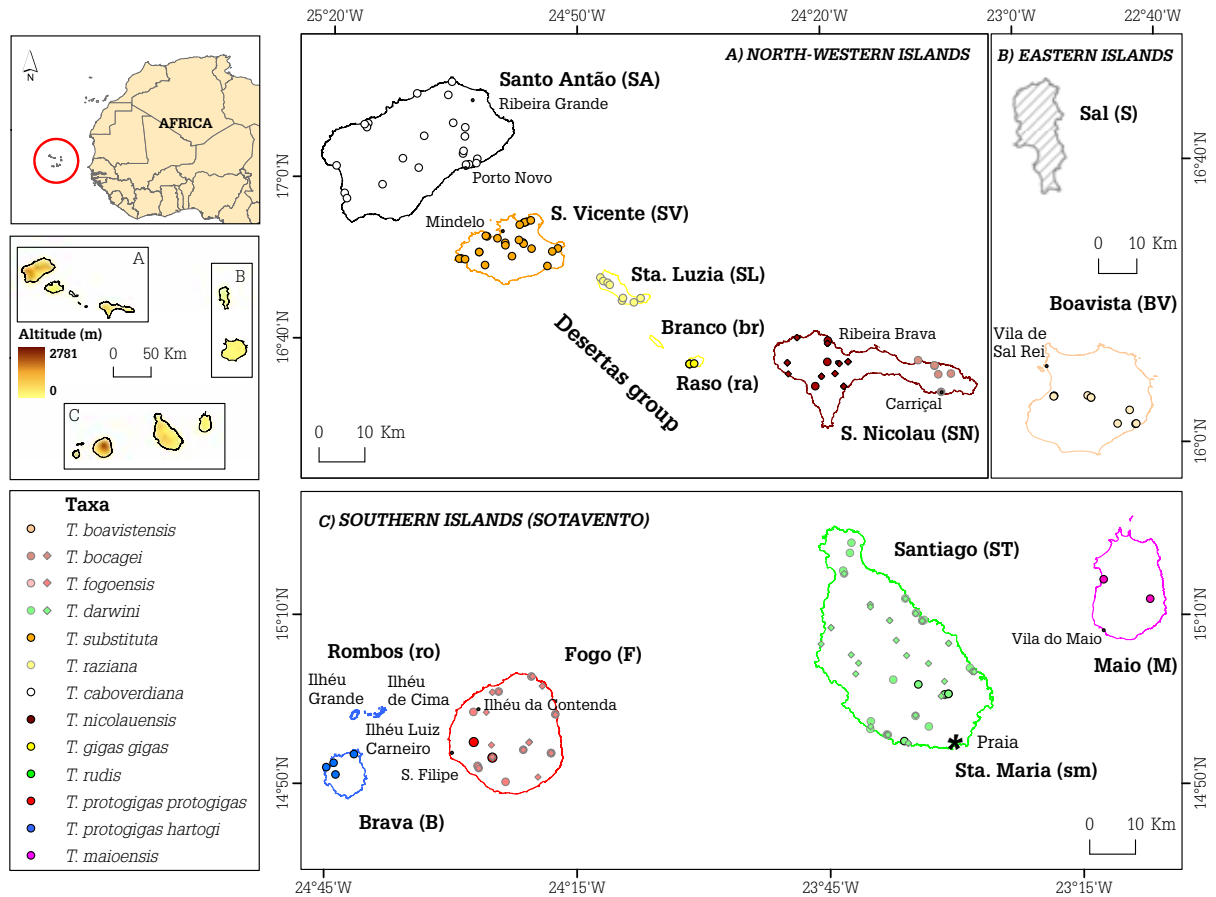 25°20'W 24°50'W 24°20'W 23°0'W 22°40'W
N
AFRICA
A) NORTH-WESTERN ISLANDS
Santo Antão (SA)
Ribeira Grande
Porto Novo
Mindelo
S. Vicente (SV)
Sta. Luzia (SL)
Branco (br)
Raso (ra)
Desertas group
Ribeira Brava
Carriçal
S. Nicolau (SN)
0 10 Km
17°0'N
16°40'N
B) EASTERN ISLANDS
Sal (S)
0 10 Km
Boavista (BV)
Vila de
Sal Rei
16°40'N
16°0'N
A
B
Altitude (m)
2781
0
0 50 Km
C
Taxa
T. boavistensis
T. bocagei
T. fogoensis
T. darwini
T. substituta
T. raziana
T. caboverdiana
T. nicolauensis
T. gigas gigas
T. rudis
T. protogigas protogigas
T. protogigas hartogi
T. maioensis
C) SOUTHERN ISLANDS (SOTAVENTO)
Santiago (ST)
Vila do Maio
Maio (M)
Rombos (ro)
Fogo (F)
Ilhéu
Grande
Ilhéu
de Cima
Ilhéu da Contenda
Ilhéu Luiz
Carneiro
S. Filipe
Brava (B)
* Praia
Sta. Maria (sm)
0 10 Km
15°10'N
14°50'N
15°10'N
14°50'N
24°45'W 24°15'W 23°45'W 23°15'W